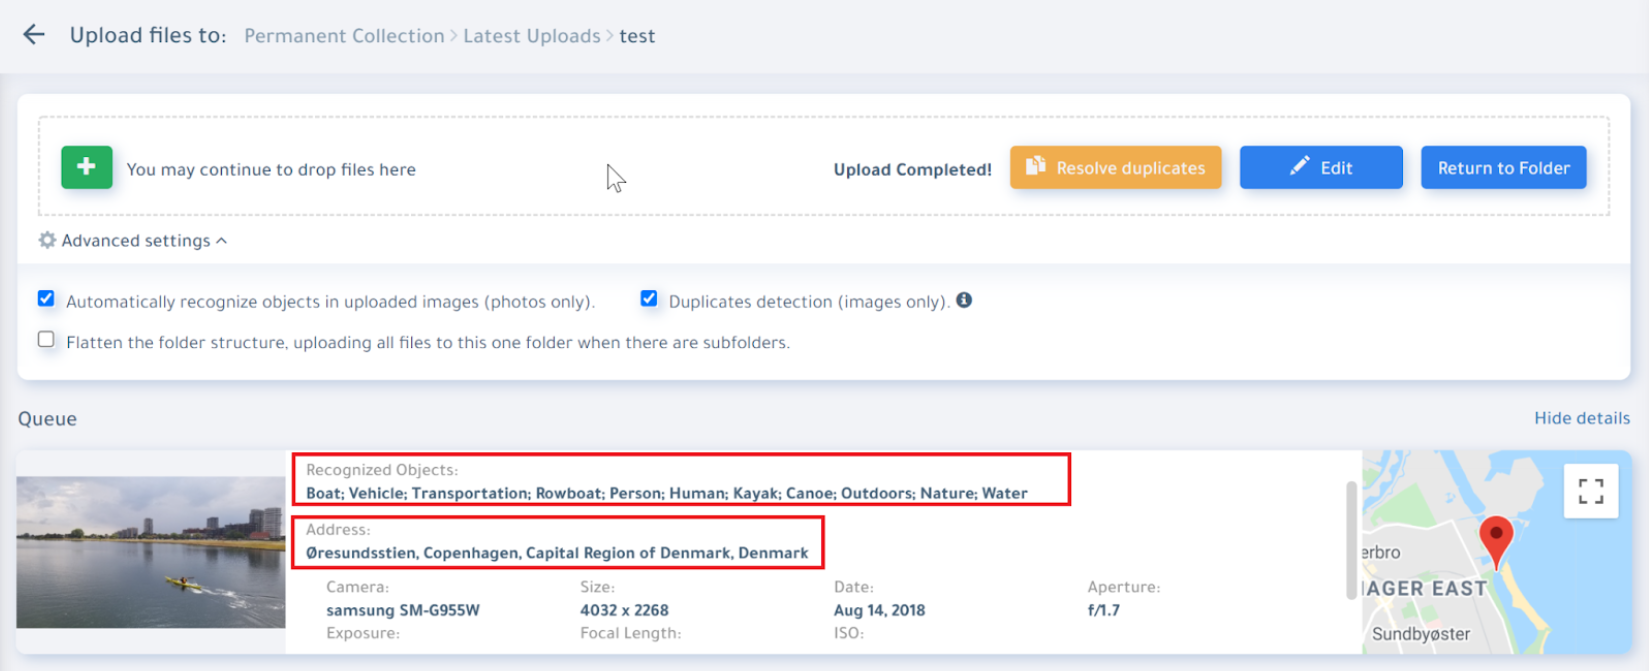 Upload files to: Permanent Collection > Latest Uploads > test
You may continue to drop files here
Upload Completed!
Resolve duplicates
Edit
Return to Folder
Advanced settings
Automatically recognize objects in uploaded images (photos only).
Duplicates detection (images only).
Flatten the folder structure, uploading all files to this one folder when there are subfolders.
Queue
Hide details
Recognized Objects:
Boat; Vehicle; Transportation; Rowboat; Person; Human; Kayak; Canoe; Outdoors; Nature; Water
Address:
Øresundsstien, Copenhagen, Capital Region of Denmark, Denmark
Camera: Size: Date: Aperture:
samsung SM-G955W 4032 x 2268 Aug 14, 2018 f/1.7
Exposure: Focal Length: ISO:
erbro
MAGER EAST
Sundbyøster